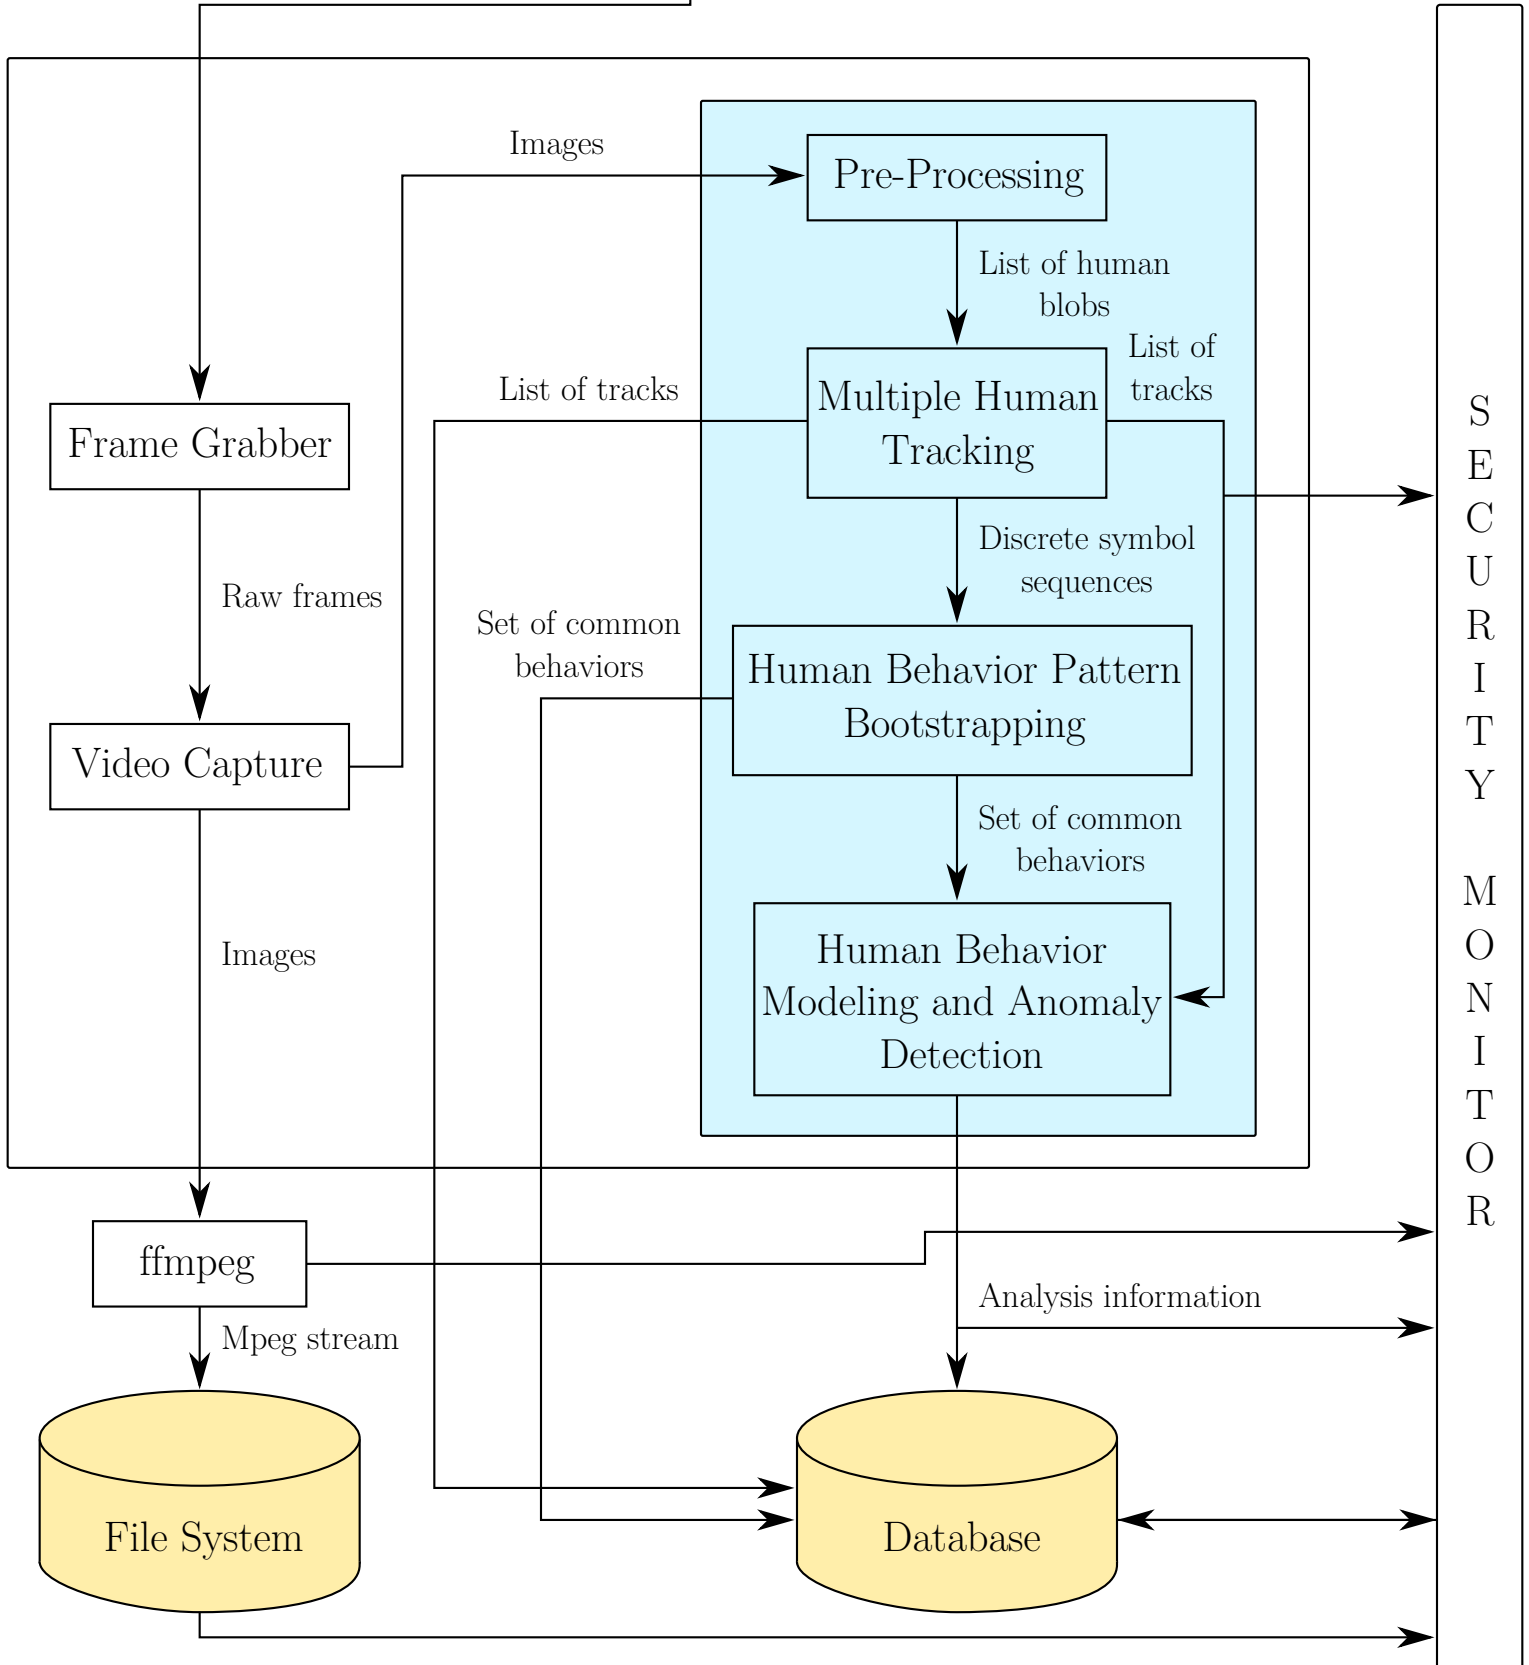 Images
Pre-Processing
List of human
blobs
List of
tracks
List of tracks
Multiple Human
Tracking
Frame Grabber
Discrete symbol
sequences
Raw frames
Set of common
behaviors
Human Behavior Pattern
Bootstrapping
Video Capture
Set of common
behaviors
Images
Human Behavior
Modeling and Anomaly
Detection
ffmpeg
Analysis information
Mpeg stream
File System
Database
S
E
C
U
R
I
T
Y
M
O
N
I
T
O
R